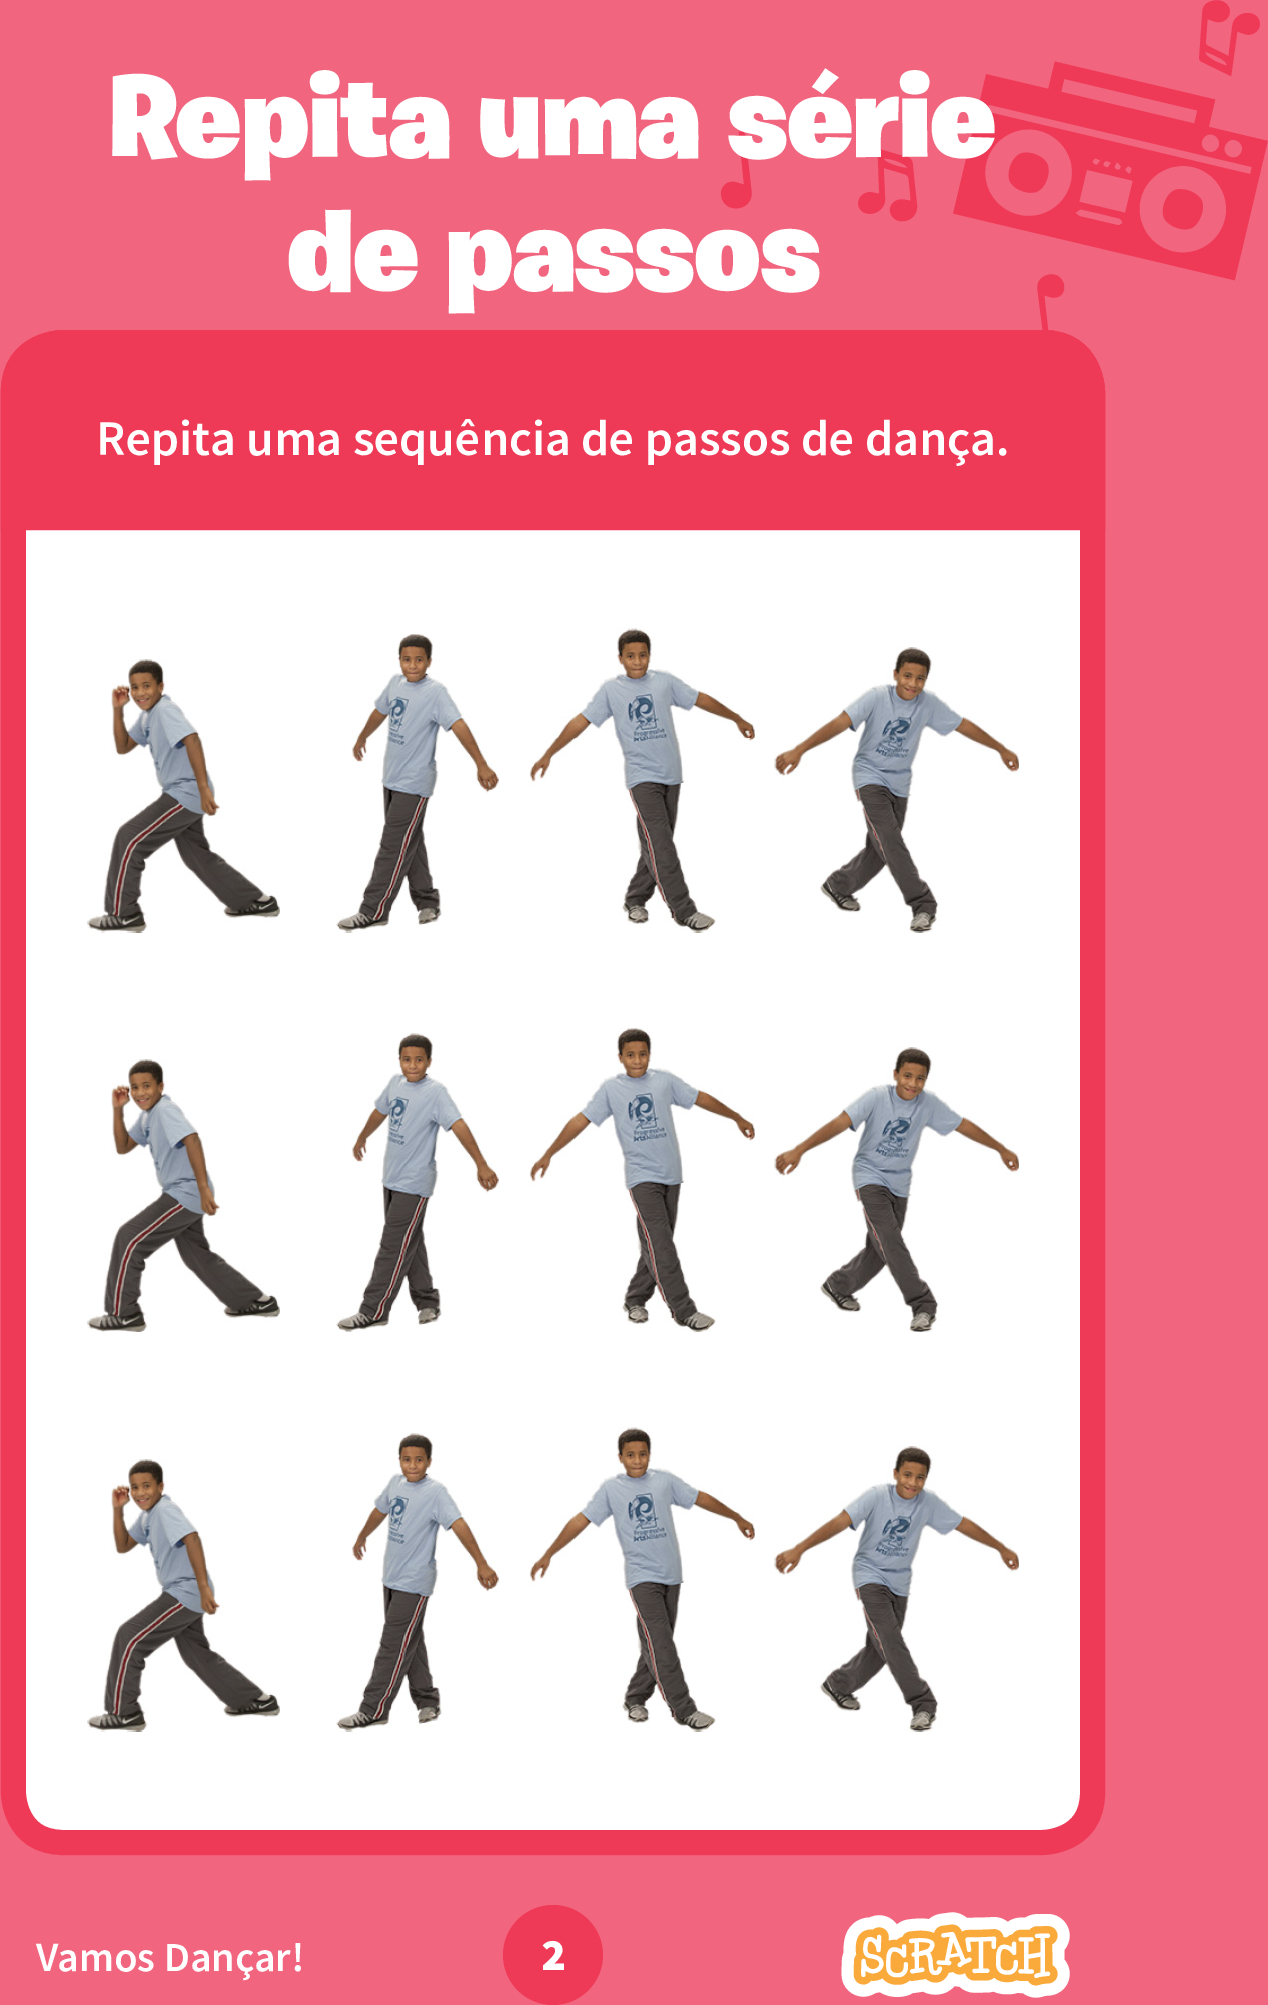 Repita uma série
de passos
Repita uma sequência de passos de dança.
Vamos Dançar!
2
SCRATCH